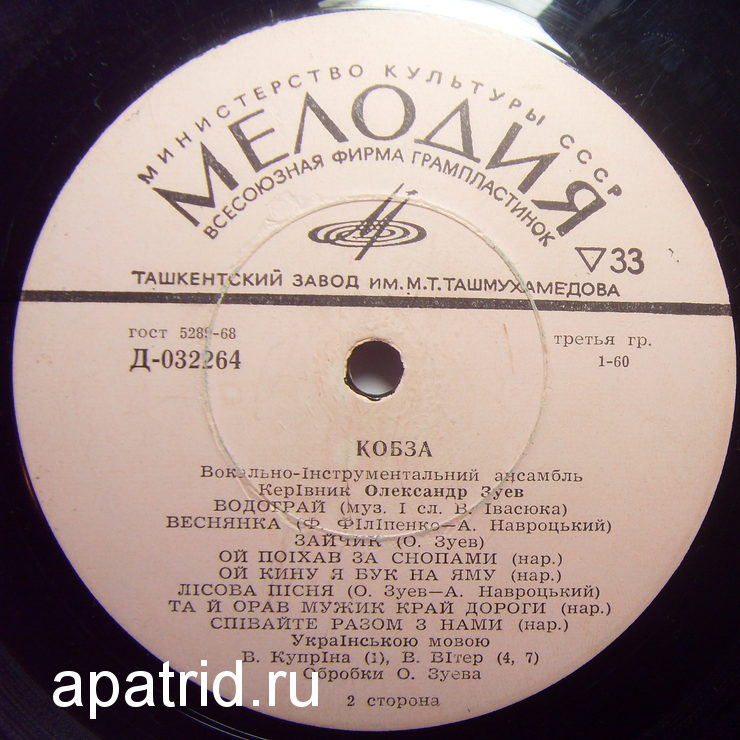 МИНИСТЕРСТВО КУЛЬТУРЫ СССР
МЕЛОДИЯ
ВСЕСОЮЗНАЯ ФИРМА ГРАМПЛАСТИНОК
▽33
ТАШКЕНТСКИЙ ЗАВОД ИМ. М.Т.ТАШМУХАМЕДОВА
гост 5289-68
третья гр.
Д-032264
1-60
КОБЗА
Вокально-Інструментальний ансамбль
КерІвник Олександр Зуев
ВОДОГРАЙ (муз. І сл. В. Івасюка)
ВЕСНЯНКА (Ф. ФІлІпенко—А. Навроцький)
ЗАЙЧИК (О. Зуев)
ОЙ ПОІХАВ ЗА СНОПАМИ (нар.)
ОЙ КИНУ Я БУК НА ЯМУ (нар.)
ЛІСОВА ПІСНЯ (О. Зуев—А. Навроцький)
ТА Й ОРАВ МУЖИК КРАЙ ДОРОГИ (нар.)
СПІВАЙТЕ РАЗОМ З НАМИ (нар.)
УкраІнською мовою
В. КупрІна (1), В. ВІтер (4, 7)
Обробки О. Зуева
apatrid.ru
2 сторона